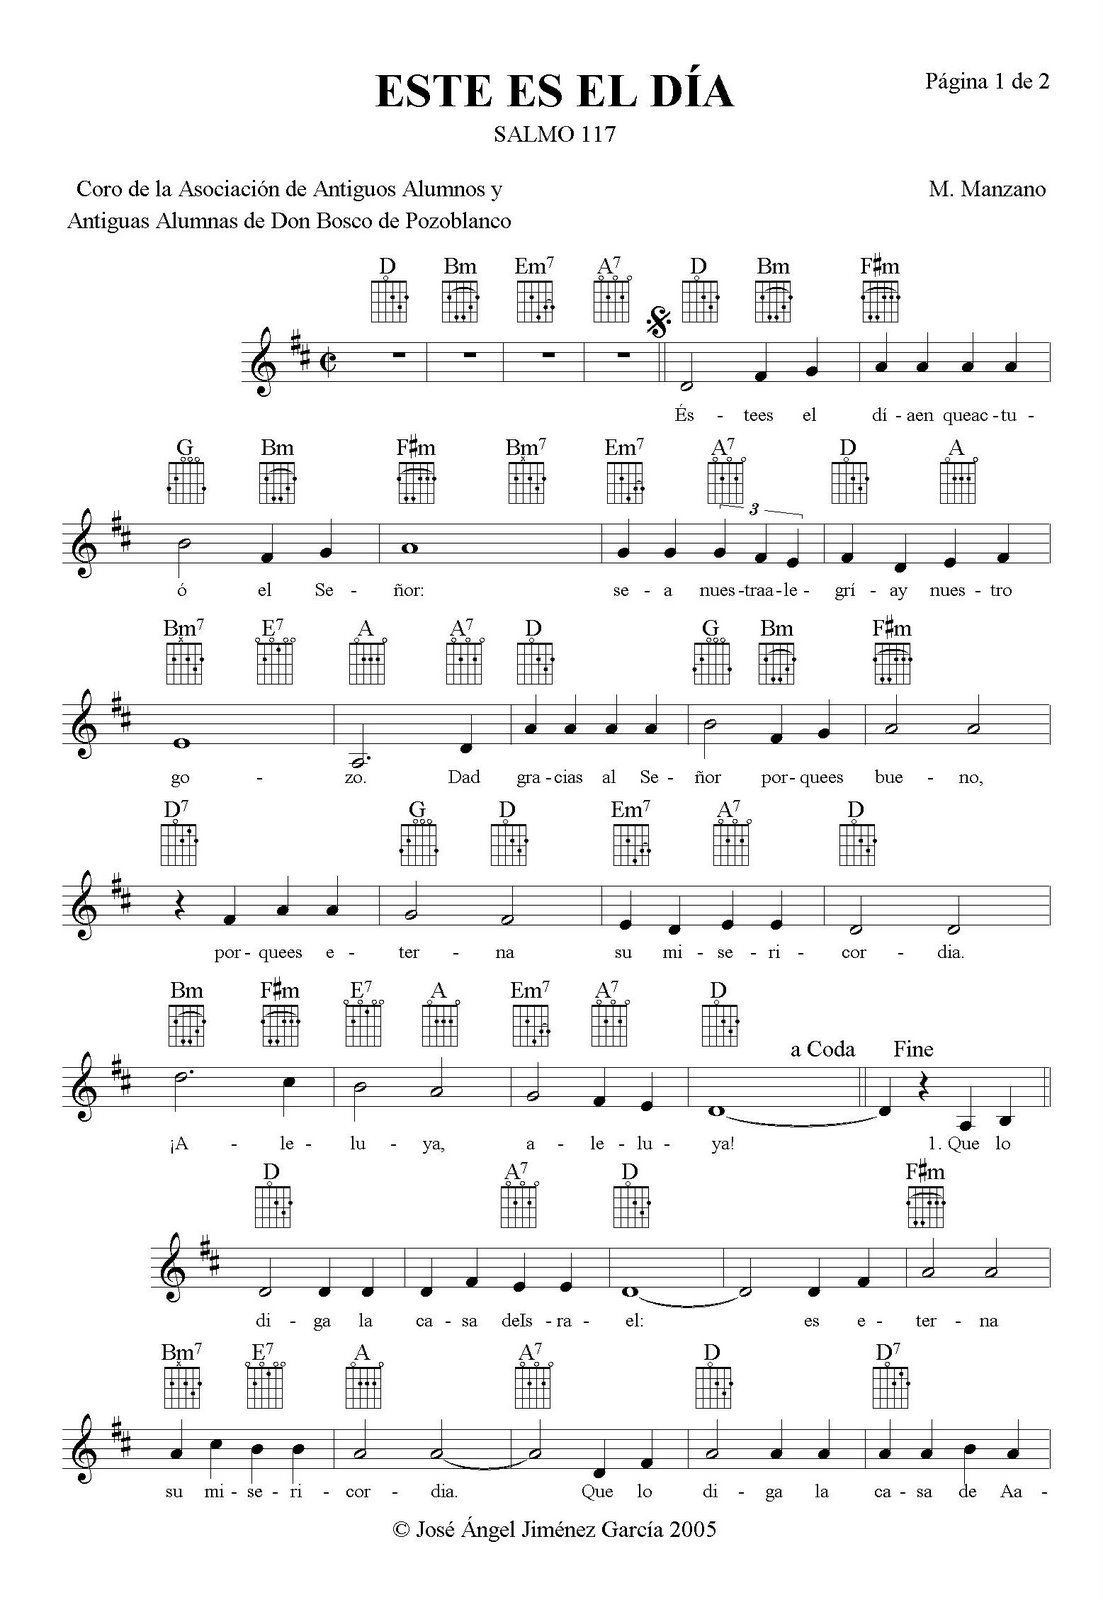 ESTE ES EL DÍA
Página 1 de 2
SALMO 117
Coro de la Asociación de Antiguos Alumnos y
M. Manzano
Antiguas Alumnas de Don Bosco de Pozoblanco
D Bm Em7 A7 D Bm F#m
És - tees el dí - aen queac - tu -
G Bm F#m Bm7 Em7 A7 D A
3
ó el Se - ñor: se - a nues - traa - le - grí - ay nues - tro
Bm7 E7 A A7 D G Bm F#m
go - zo. Dad gra - cias al Se - ñor por - quees bue - no,
D7 G D Em7 A7 D
por - quees e - ter - na su mi - se - ri - cor - dia.
Bm F#m E7 A Em7 A7 D
a Coda Fine
¡A - le - lu - ya, a - le - lu - ya! 1. Que lo
D A7 D F#m
di - ga la ca - sa deIs - ra - el: es e - ter - na
Bm7 E7 A A7 D D7
su mi - se - ri - cor - dia. Que lo di - ga la ca - sa de Aa -
© José Ángel Jiménez García 2005